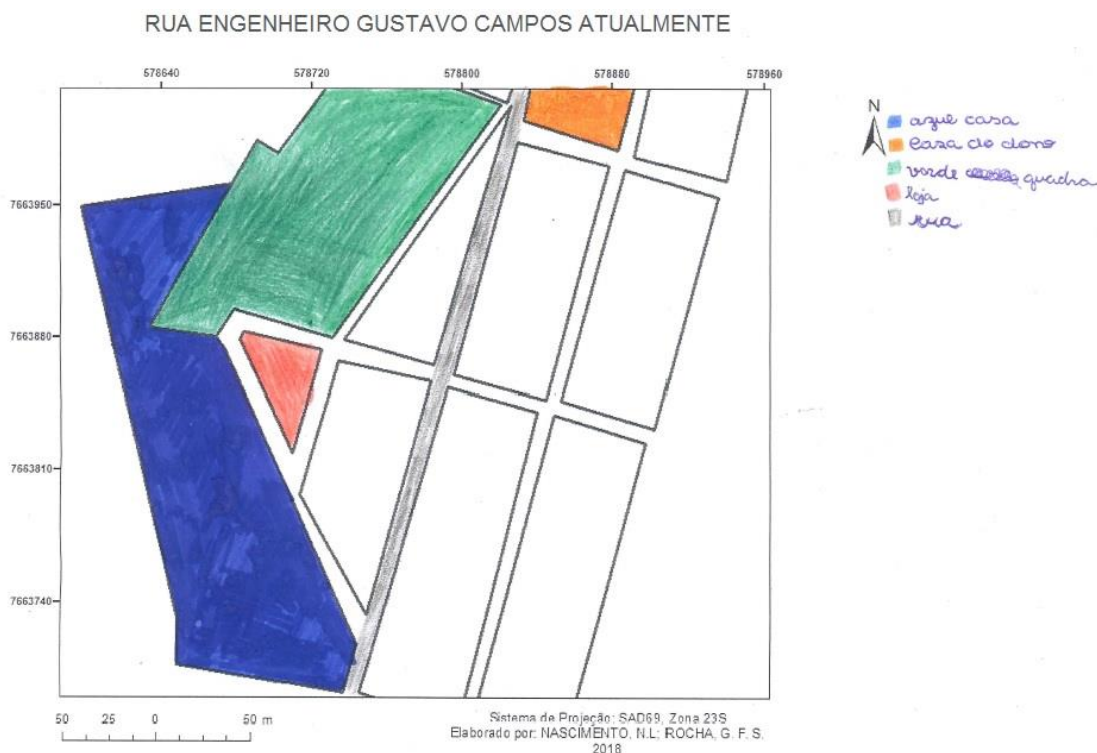 RUA ENGENHEIRO GUSTAVO CAMPOS ATUALMENTE
578640
578720
578800
578880
578960
7663950
7663880
7663810
7663740
N
azul casa
casa do dono
verde quadra
loja
rua
50 25 0 50 m
Sistema de Projeção: SAD69, Zona 23S
Elaborado por: NASCIMENTO, N.L; ROCHA, G. F. S.
2018